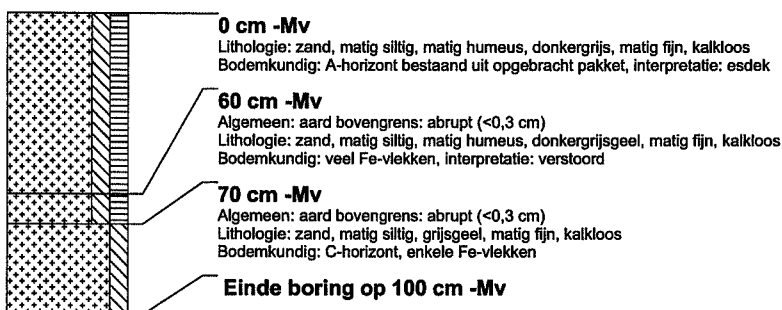 0 cm -Mv
Lithologie: zand, matig siltig, matig humeus, donkergrijs, matig fijn, kalkloos
Bodemkundig: A-horizont bestaand uit opgebracht pakket, interpretatie: esdek
60 cm -Mv
Algemeen: aard bovengrens: abrupt (<0,3 cm)
Lithologie: zand, matig siltig, matig humeus, donkergrijsgeel, matig fijn, kalkloos
Bodemkundig: veel Fe-vlekken, interpretatie: verstoord
70 cm -Mv
Algemeen: aard bovengrens: abrupt (<0,3 cm)
Lithologie: zand, matig siltig, grijsgeel, matig fijn, kalkloos
Bodemkundig: C-horizont, enkele Fe-vlekken
Einde boring op 100 cm -Mv